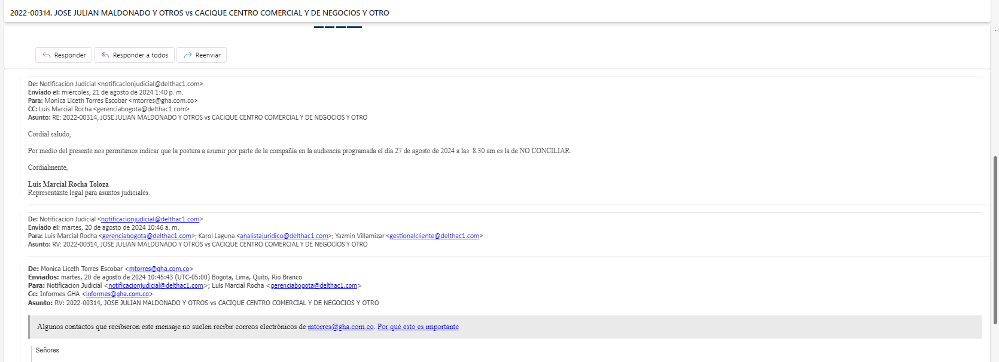 2022-00314, JOSE JULIAN MALDONADO Y OTROS vs CACIQUE CENTRO COMERCIAL Y DE NEGOCIOS Y OTRO
Responder
Responder a todos
Reenviar
De: Notificacion Judicial <notificacionjudicial@delthac1.com>
Enviado el: miércoles, 21 de agosto de 2024 1:40 p. m.
Para: Monica Liceth Torres Escobar <mtorres@gha.com.co>
CC: Luis Marcial Rocha <gerenciabogota@delthac1.com>
Asunto: RE: 2022-00314, JOSE JULIAN MALDONADO Y OTROS vs CACIQUE CENTRO COMERCIAL Y DE NEGOCIOS Y OTRO
Cordial saludo,
Por medio del presente nos permitimos indicar que la postura a asumir por parte de la compañía en la audiencia programada el día 27 de agosto de 2024 a las  8.30 am es la de NO CONCILIAR.
Cordialmente,
Luis Marcial Rocha Toloza
Representante legal para asuntos judiciales.
De: Notificacion Judicial <notificacionjudicial@delthac1.com>
Enviado el: martes, 20 de agosto de 2024 10:46 a. m.
Para: Luis Marcial Rocha <gerenciabogota@delthac1.com>; Karol Laguna <analistajuridico@delthac1.com>; Yazmin Villamizar <gestionalcliente@delthac1.com>
Asunto: RV: 2022-00314, JOSE JULIAN MALDONADO Y OTROS vs CACIQUE CENTRO COMERCIAL Y DE NEGOCIOS Y OTRO
De: Monica Liceth Torres Escobar <mtorres@gha.com.co>
Enviados: martes, 20 de agosto de 2024 10:45:43 (UTC-05:00) Bogota, Lima, Quito, Rio Branco
Para: Notificacion Judicial <notificacionjudicial@delthac1.com>; Luis Marcial Rocha <gerenciabogota@delthac1.com>
Cc: Informes GHA <informes@gha.com.co>
Asunto: RV: 2022-00314, JOSE JULIAN MALDONADO Y OTROS vs CACIQUE CENTRO COMERCIAL Y DE NEGOCIOS Y OTRO
Algunos contactos que recibieron este mensaje no suelen recibir correos electrónicos de mtorres@gha.com.co. Por qué esto es importante
Señores